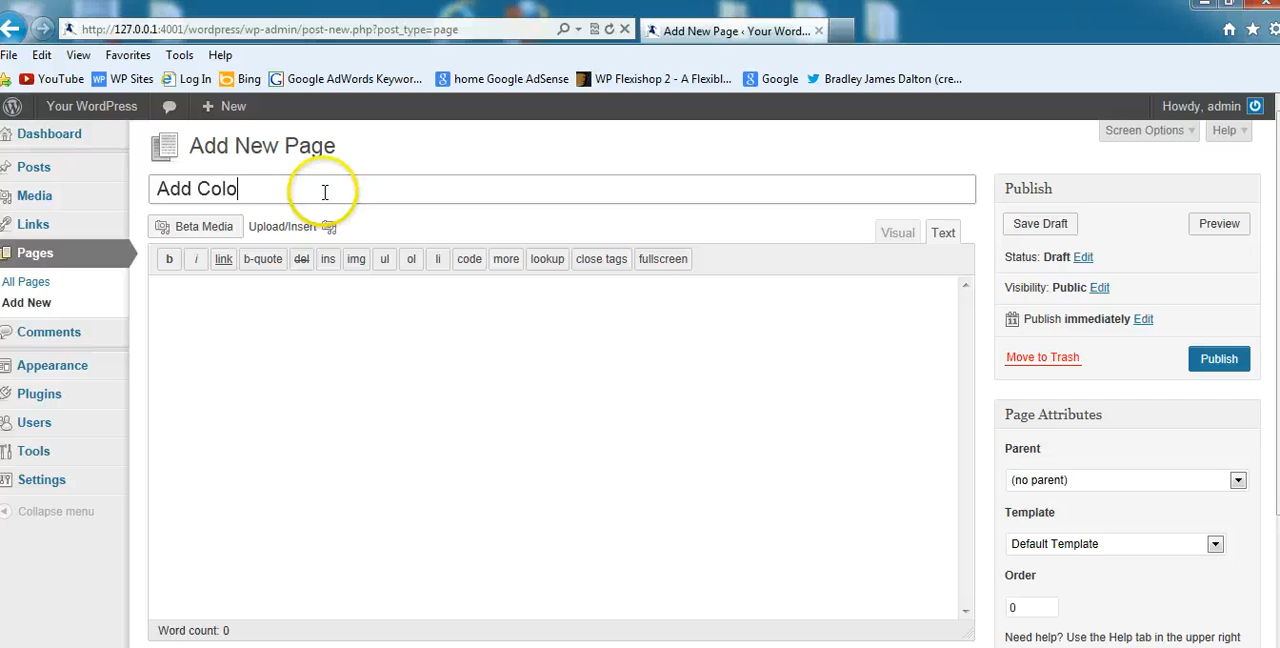 http://127.0.0.1:4001/wordpress/wp-admin/post-new.php?post_type=page
Add New Page ‹ Your Word...
File Edit View Favorites Tools Help
YouTube WP Sites Log In Bing Google AdWords Keywor... home Google AdSense WP Flexishop 2 - A Flexibl... Google Bradley James Dalton (cre...
Your WordPress + New Howdy, admin
Screen Options Help
Dashboard
Posts
Media
Links
Pages
All Pages
Add New
Comments
Appearance
Plugins
Users
Tools
Settings
Collapse menu
Add New Page
Add Colo
Beta Media Upload/Insert
Visual Text
b i link b-quote del ins img ul ol li code more lookup close tags fullscreen
Word count: 0
Publish
Save Draft Preview
Status: Draft Edit
Visibility: Public Edit
11 Publish immediately Edit
Move to Trash Publish
Page Attributes
Parent
(no parent)
Template
Default Template
Order
0
Need help? Use the Help tab in the upper right